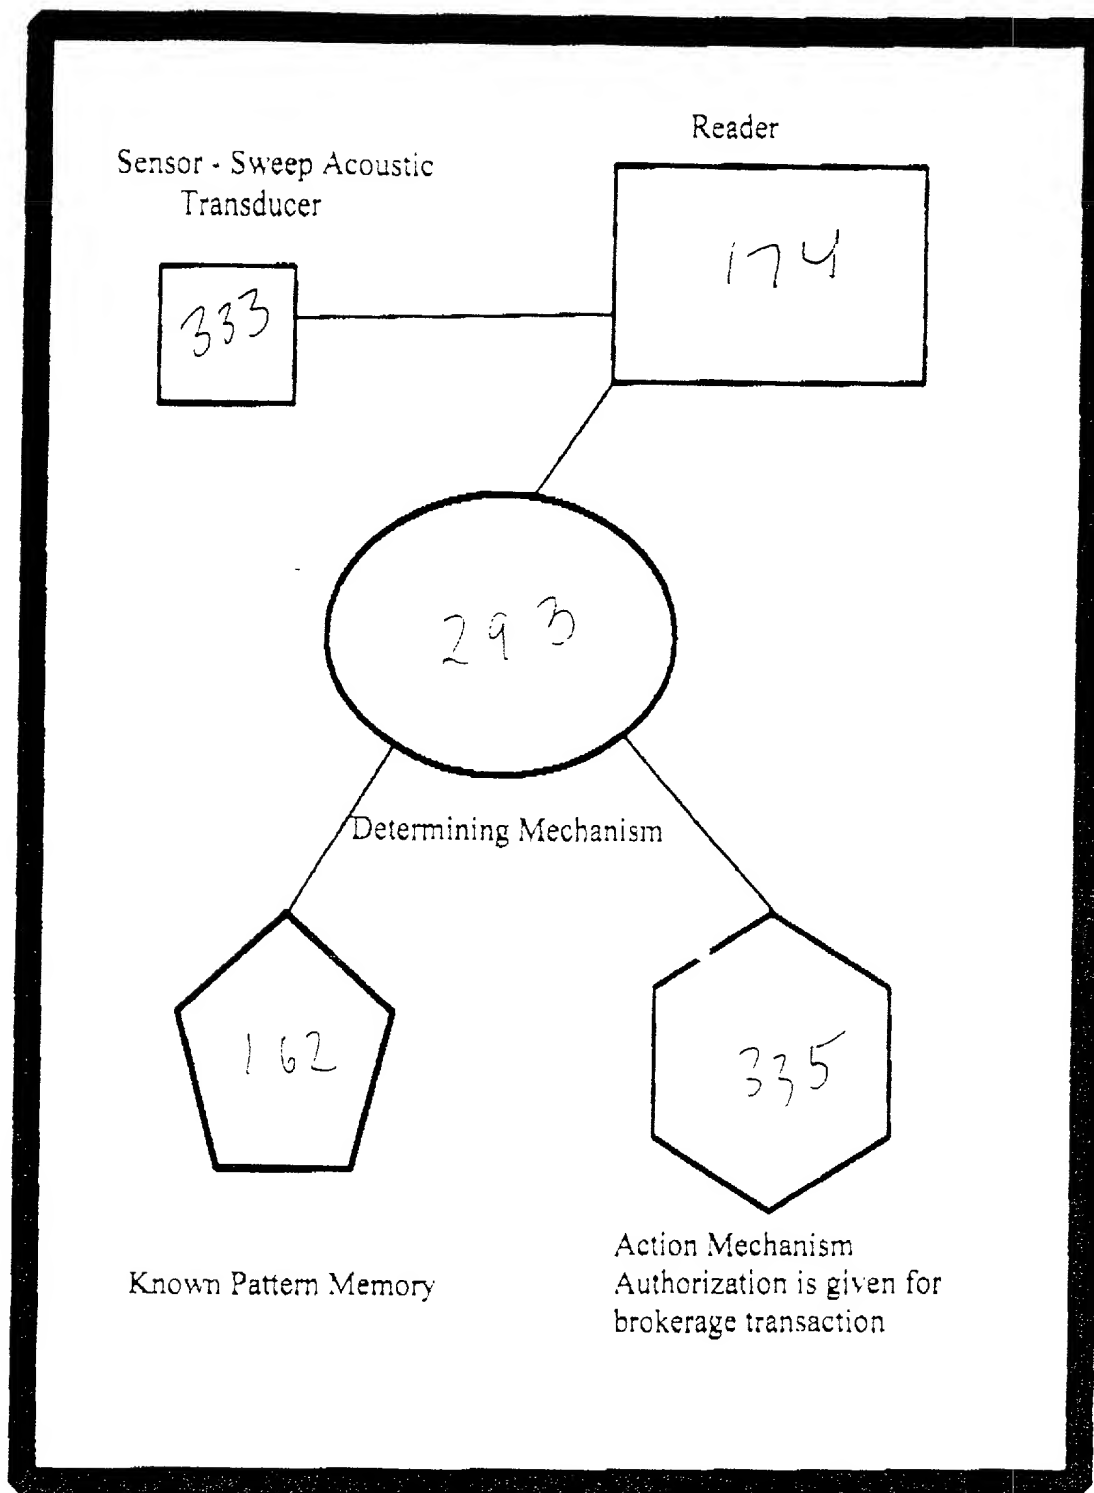 Reader
Sensor - Sweep Acoustic
Transducer
174
333
293
Determining Mechanism
162
335
Known Pattern Memory
Action Mechanism
Authorization is given for
brokerage transaction